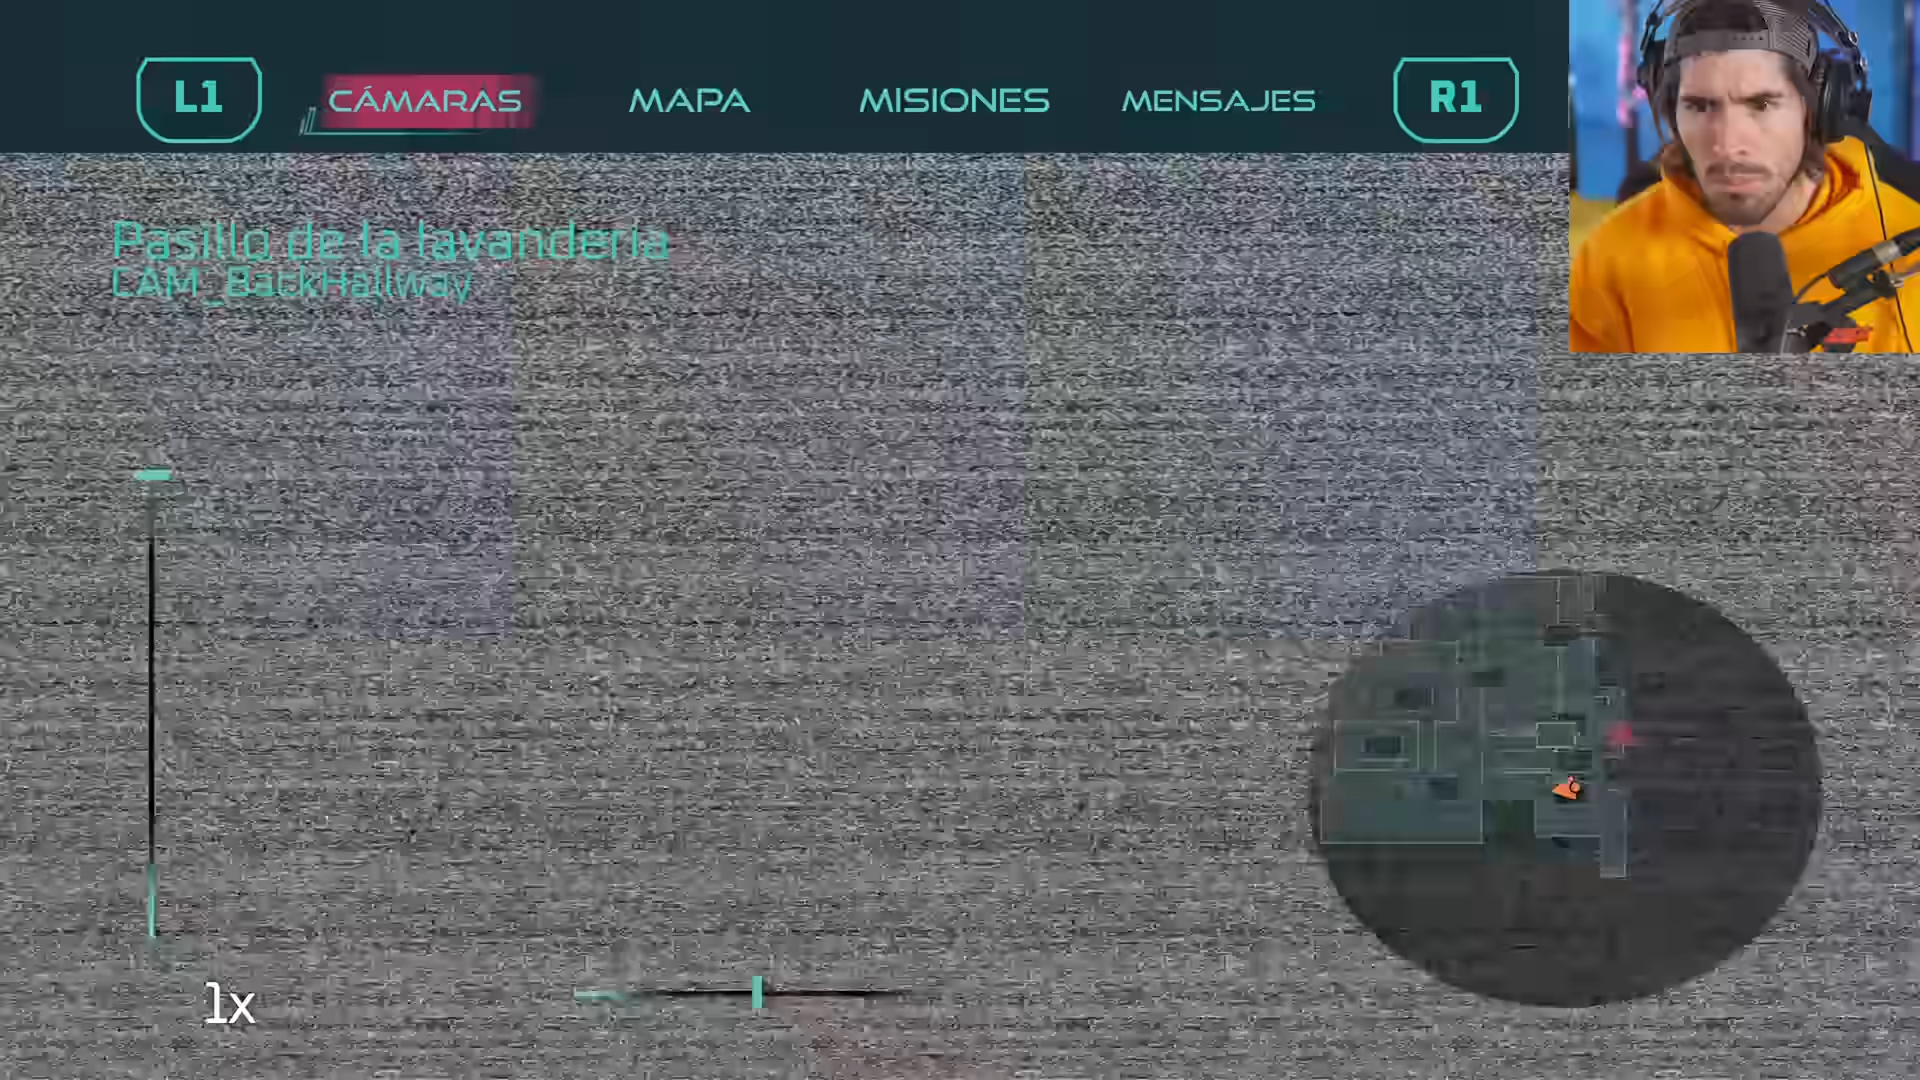 L1
CÁMARAS
MAPA
MISIONES
MENSAJES
R1
Pasillo de la lavandería
CAM_BackHallway
1x